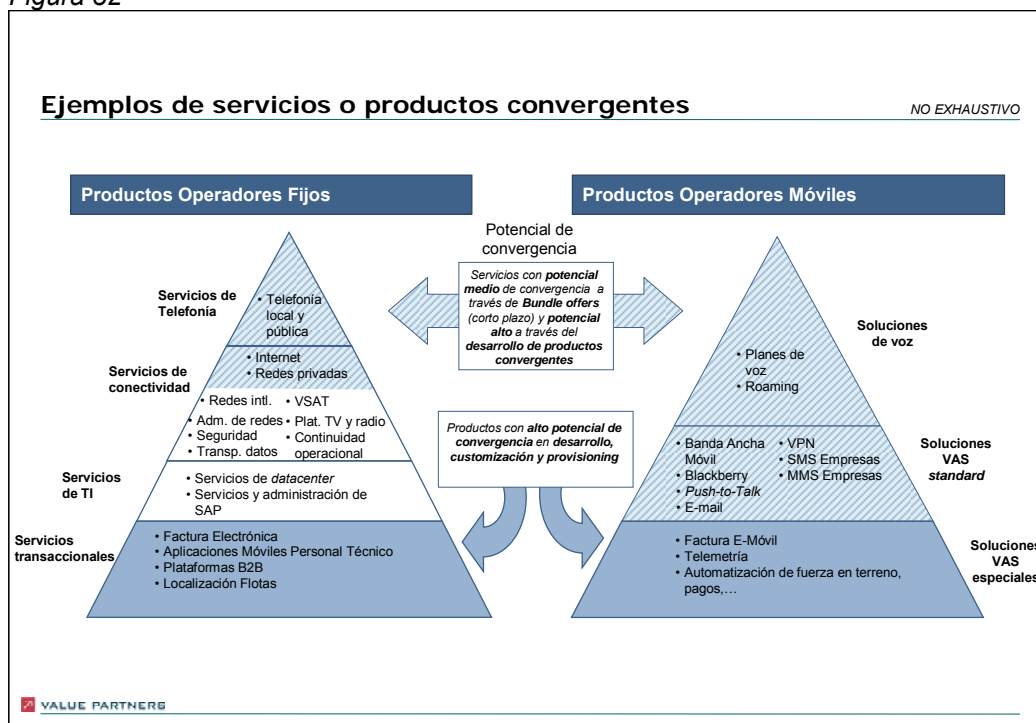 Figura 32
Ejemplos de servicios o productos convergentes
NO EXHAUSTIVO
Productos Operadores Fijos
Productos Operadores Móviles
Potencial de
convergencia
Servicios con potencial
medio de convergencia a
través de Bundle offers
(corto plazo) y potencial
alto a través del
desarrollo de productos
convergentes
Productos con alto potencial de
convergencia en desarrollo,
customización y provisioning
Servicios de
Telefonía
• Telefonía
local y
pública
Servicios de
conectividad
• Internet
• Redes privadas
• Redes intl.
• Adm. de redes
• Seguridad
• Transp. datos
• VSAT
• Plat. TV y radio
• Continuidad
operacional
Servicios
de TI
• Servicios de datacenter
• Servicios y administración de
SAP
Servicios
transaccionales
• Factura Electrónica
• Aplicaciones Móviles Personal Técnico
• Plataformas B2B
• Localización Flotas
Soluciones
de voz
• Planes de
voz
• Roaming
Soluciones
VAS
standard
• Banda Ancha
Móvil
• Blackberry
• Push-to-Talk
• E-mail
• VPN
• SMS Empresas
• MMS Empresas
Soluciones
VAS
especiales
• Factura E-Móvil
• Telemetría
• Automatización de fuerza en terreno,
pagos,…
VALUE PARTNERS